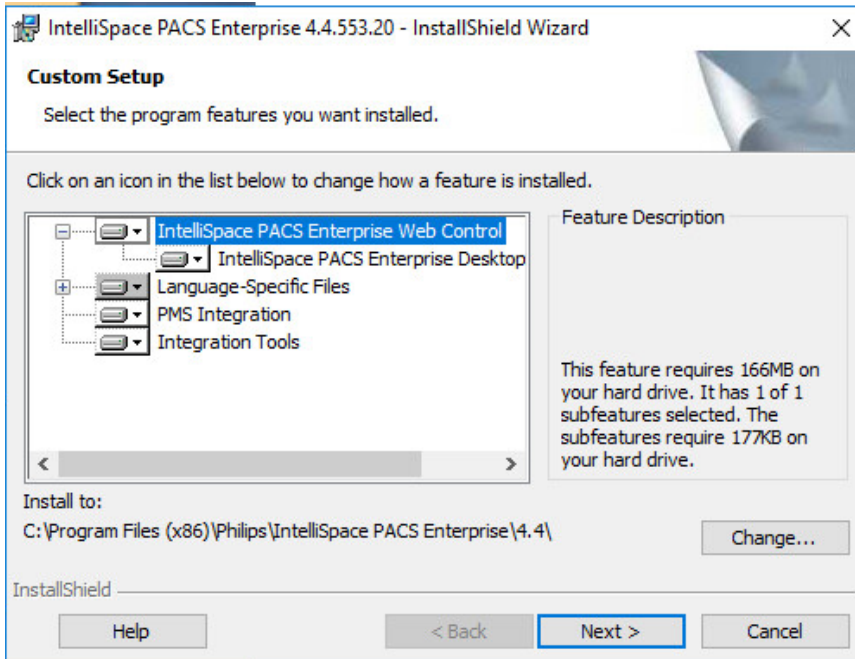 IntelliSpace PACS Enterprise 4.4.553.20 - InstallShield Wizard
Custom Setup
Select the program features you want installed.
Click on an icon in the list below to change how a feature is installed.
IntelliSpace PACS Enterprise Web Control
IntelliSpace PACS Enterprise Desktop
Language-Specific Files
PMS Integration
Integration Tools
Feature Description
This feature requires 166MB on
your hard drive. It has 1 of 1
subfeatures selected. The
subfeatures require 177KB on
your hard drive.
Install to:
C:\Program Files (x86)\Philips\IntelliSpace PACS Enterprise\4.4\
Change...
InstallShield
Help
< Back
Next >
Cancel